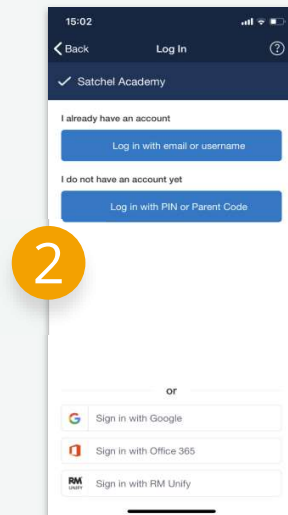 15:02
Back Log In ?
Satchel Academy
I already have an account
Log in with email or username
I do not have an account yet
Log in with PIN or Parent Code
2
or
G Sign in with Google
Sign in with Office 365
RM UNIFY Sign in with RM Unify